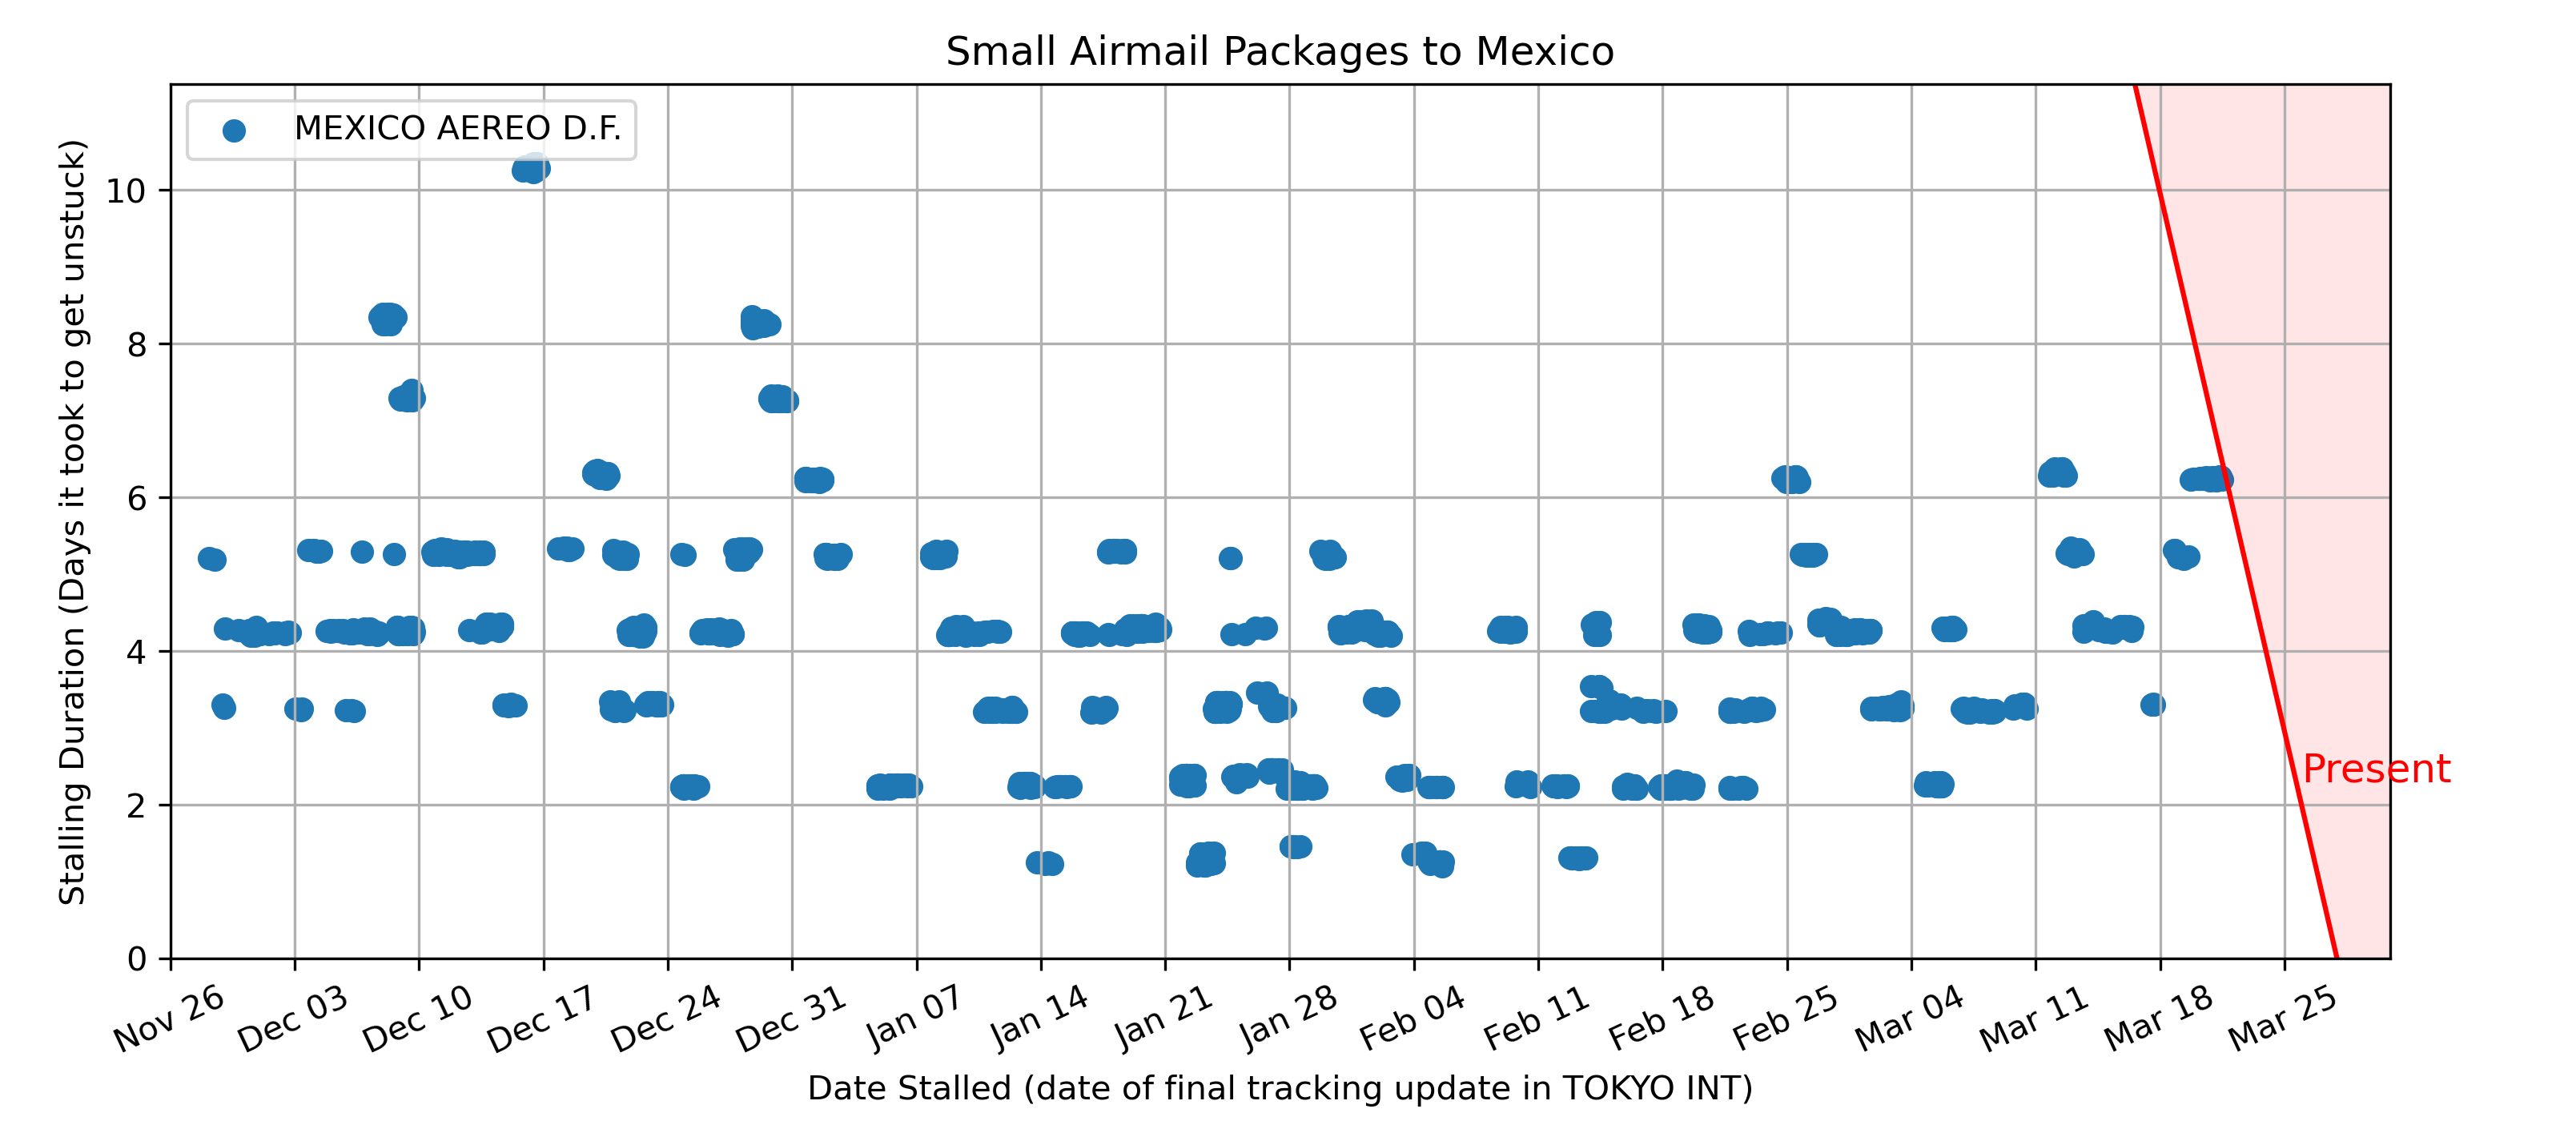 Small Airmail Packages to Mexico
MEXICO AEREO D.F.
Stalling Duration (Days it took to get unstuck)
10
8
6
4
2
0
Present
Nov 26
Dec 03
Dec 10
Dec 17
Dec 24
Dec 31
Jan 07
Jan 14
Jan 21
Jan 28
Feb 04
Feb 11
Feb 18
Feb 25
Mar 04
Mar 11
Mar 18
Mar 25
Date Stalled (date of final tracking update in TOKYO INT)